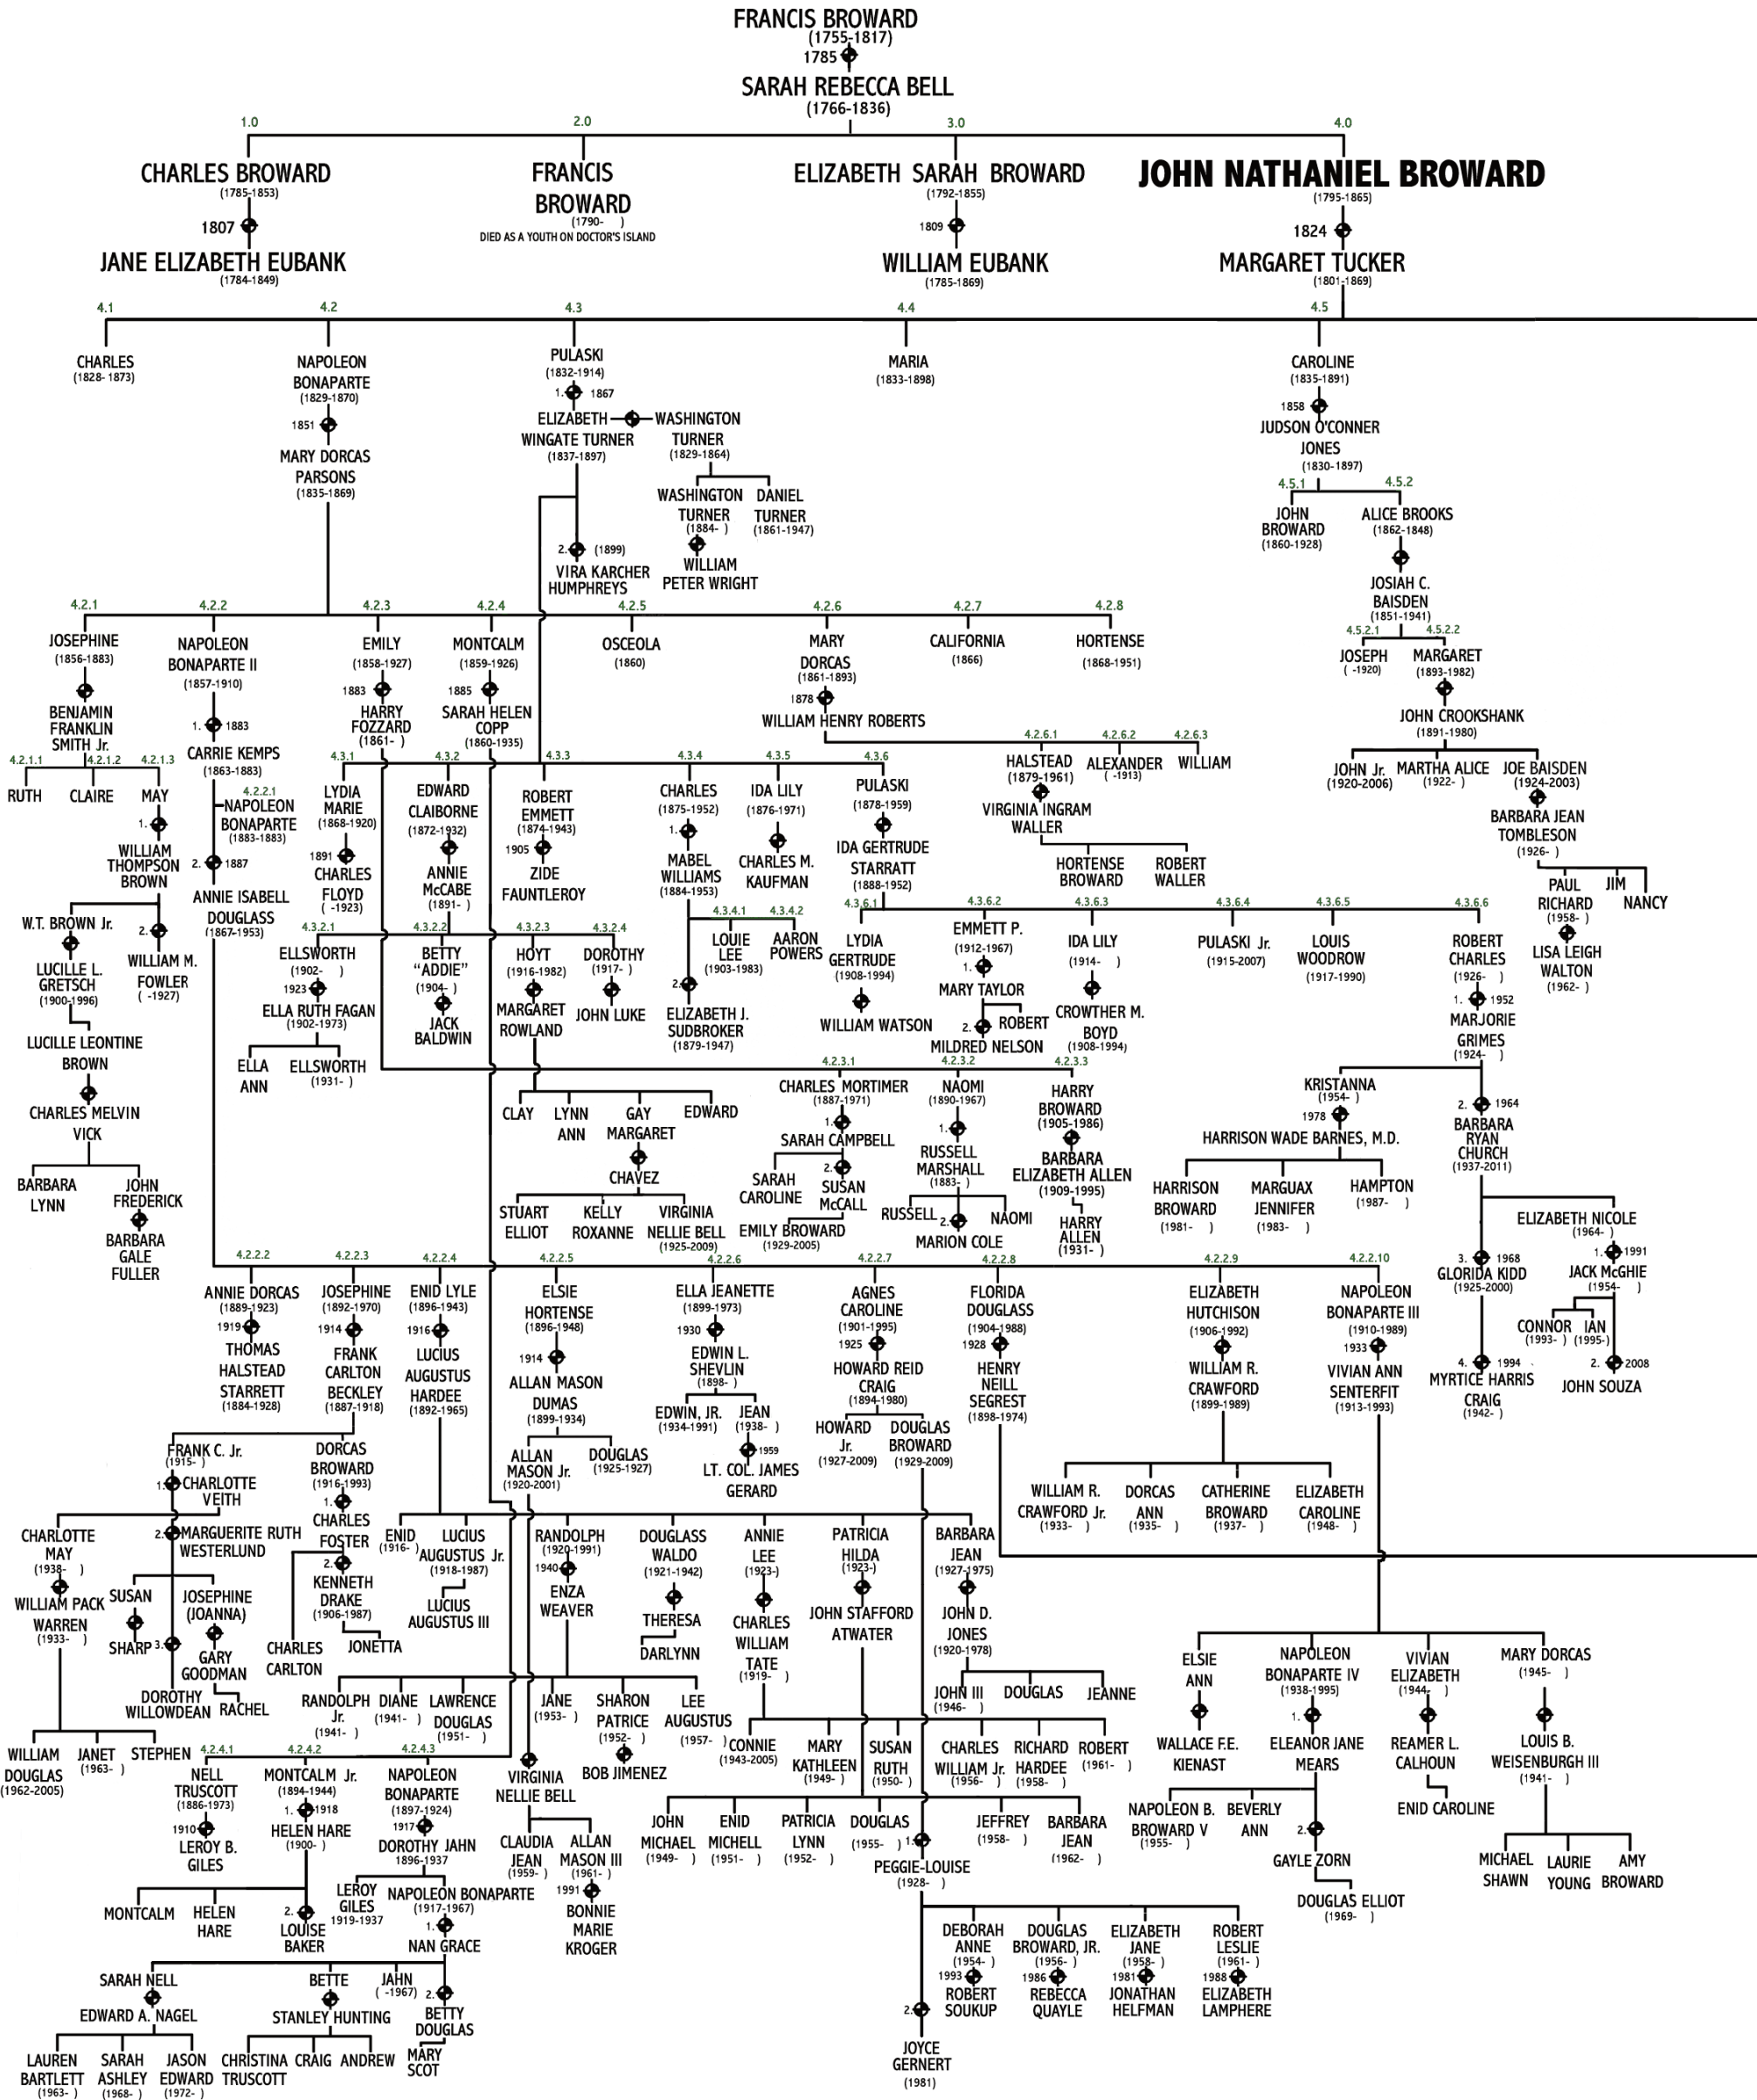 FRANCIS BROWARD
(1755-1817)
1785
SARAH REBECCA BELL
(1766-1836)
1.0 2.0 3.0 4.0
CHARLES BROWARD
(1785-1853)
1807
JANE ELIZABETH EUBANK
(1784-1849)
FRANCIS
BROWARD
(1790- )
DIED AS A YOUTH ON DOCTOR'S ISLAND
ELIZABETH SARAH BROWARD
(1792-1855)
1809
WILLIAM EUBANK
(1785-1869)
JOHN NATHANIEL BROWARD
(1795-1865)
1824
MARGARET TUCKER
(1801-1869)
4.1 4.2 4.3 4.4 4.5
CHARLES
(1828- 1873)
NAPOLEON
BONAPARTE
(1829-1870)
1851
MARY DORCAS
PARSONS
(1835-1869)
PULASKI
(1832-1914)
1. 1867
ELIZABETH
WINGATE TURNER
(1837-1897)
WASHINGTON
TURNER
(1829-1864)
WASHINGTON
TURNER
(1884- )
WILLIAM
PETER WRIGHT
DANIEL
TURNER
(1861-1947)
2. (1899)
VIRA KARCHER
HUMPHREYS
MARIA
(1833-1898)
CAROLINE
(1835-1891)
1858
JUDSON O'CONNER
JONES
(1830-1897)
4.5.1 4.5.2
JOHN
BROWARD
(1860-1928)
ALICE BROOKS
(1862-1848)
JOSIAH C.
BAISDEN
(1851-1941)
4.5.2.1 4.5.2.2
JOSEPH
( -1920)
MARGARET
(1893-1982)
JOHN CROOKSHANK
(1891-1980)
JOHN Jr.
(1920-2006)
MARTHA ALICE
(1922- )
JOE BAISDEN
(1924-2003)
BARBARA JEAN
TOMBLESON
(1926- )
PAUL
RICHARD
(1958- )
LISA LEIGH
WALTON
(1962- )
JIM
NANCY
4.2.1 4.2.2 4.2.3 4.2.4 4.2.5 4.2.6 4.2.7 4.2.8
JOSEPHINE
(1856-1883)
BENJAMIN
FRANKLIN
SMITH Jr.
4.2.1.1 4.2.1.2 4.2.1.3
RUTH
CLAIRE
MAY
1.
WILLIAM
THOMPSON
BROWN
W.T. BROWN Jr.
LUCILLE L.
GRETSCH
(1900-1996)
LUCILLE LEONTINE
BROWN
CHARLES MELVIN
VICK
BARBARA
LYNN
JOHN
FREDERICK
BARBARA
GALE
FULLER
2.
WILLIAM M.
FOWLER
( -1927)
NAPOLEON
BONAPARTE II
(1857-1910)
1. 1883
CARRIE KEMPS
(1863-1883)
4.2.2.1
NAPOLEON
BONAPARTE
(1883-1883)
2. 1887
ANNIE ISABELL
DOUGLASS
(1867-1953)
EMILY
(1858-1927)
1883
HARRY
FOZZARD
(1861- )
MONTCALM
(1859-1926)
1885
SARAH HELEN
COPP
(1860-1935)
OSCEOLA
(1860)
MARY
DORCAS
(1861-1893)
1878
WILLIAM HENRY ROBERTS
CALIFORNIA
(1866)
HORTENSE
(1868-1951)
4.2.6.1 4.2.6.2 4.2.6.3
HALSTEAD
(1879-1961)
VIRGINIA INGRAM
WALLER
HORTENSE
BROWARD
ROBERT
WALLER
ALEXANDER
( -1913)
WILLIAM
4.3.1 4.3.2 4.3.3 4.3.4 4.3.5 4.3.6
LYDIA
MARIE
(1868-1920)
1891
CHARLES
FLOYD
( -1923)
EDWARD
CLAIBORNE
(1872-1932)
ANNIE
McCABE
(1891- )
ROBERT
EMMETT
(1874-1943)
1905
ZIDE
FAUNTLEROY
CHARLES
(1875-1952)
1.
MABEL
WILLIAMS
(1884-1953)
4.3.4.1 4.3.4.2
LOUIE
LEE
(1903-1983)
AARON
POWERS
2.
ELIZABETH J.
SUDBROKER
(1879-1947)
IDA LILY
(1876-1971)
CHARLES M.
KAUFMAN
PULASKI
(1878-1959)
IDA GERTRUDE
STARRATT
(1888-1952)
4.3.2.1 4.3.2.2 4.3.2.3 4.3.2.4
ELLSWORTH
(1902- )
1923
ELLA RUTH FAGAN
(1902-1973)
ELLA
ANN
ELLSWORTH
(1931- )
BETTY
“ADDIE”
(1904- )
JACK
BALDWIN
HOYT
(1916-1982)
MARGARET
ROWLAND
DOROTHY
(1917- )
JOHN LUKE
CLAY
LYNN
ANN
GAY
MARGARET
CHAVEZ
EDWARD
STUART
ELLIOT
KELLY
ROXANNE
VIRGINIA
NELLIE BELL
(1925-2009)
4.3.6.1 4.3.6.2 4.3.6.3 4.3.6.4 4.3.6.5 4.3.6.6
LYDIA
GERTRUDE
(1908-1994)
WILLIAM WATSON
EMMETT P.
(1912-1967)
1.
MARY TAYLOR
ROBERT
2.
MILDRED NELSON
IDA LILY
(1914- )
CROWTHER M.
BOYD
(1908-1994)
PULASKI Jr.
(1915-2007)
LOUIS
WOODROW
(1917-1990)
ROBERT
CHARLES
(1926- )
1. 1952
MARJORIE
GRIMES
(1924- )
KRISTANNA
(1954- )
1978
HARRISON WADE BARNES, M.D.
HARRISON
BROWARD
(1981- )
MARGUAX
JENNIFER
(1983- )
HAMPTON
(1987- )
2. 1964
BARBARA
RYAN
CHURCH
(1937-2011)
ELIZABETH NICOLE
(1964- )
1. 1991
JACK McGHIE
(1954- )
CONNOR
(1993- )
IAN
(1995-)
2. 2008
JOHN SOUZA
3. 1968
GLORIDA KIDD
(1925-2000)
4. 1994
MYRTICE HARRIS
CRAIG
(1942- )
4.2.3.1 4.2.3.2 4.2.3.3
CHARLES MORTIMER
(1887-1971)
1.
SARAH CAMPBELL
SARAH
CAROLINE
2.
SUSAN
McCALL
EMILY BROWARD
(1929-2005)
NAOMI
(1890-1967)
1.
RUSSELL
MARSHALL
(1883- )
RUSSELL
NAOMI
2.
MARION COLE
HARRY
BROWARD
(1905-1986)
BARBARA
ELIZABETH ALLEN
(1909-1995)
HARRY
ALLEN
(1931- )
4.2.2.2 4.2.2.3 4.2.2.4 4.2.2.5 4.2.2.6 4.2.2.7 4.2.2.8 4.2.2.9 4.2.2.10
ANNIE DORCAS
(1889-1923)
1919
THOMAS
HALSTEAD
STARRETT
(1884-1928)
JOSEPHINE
(1892-1970)
1914
FRANK
CARLTON
BECKLEY
(1887-1918)
ENID LYLE
(1896-1943)
1916
LUCIUS
AUGUSTUS
HARDEE
(1892-1965)
ELSIE
HORTENSE
(1896-1948)
1914
ALLAN MASON
DUMAS
(1899-1934)
ALLAN
MASON Jr.
(1920-2001)
DOUGLAS
(1925-1927)
ELLA JEANETTE
(1899-1973)
1930
EDWIN L.
SHEVLIN
(1898- )
EDWIN, JR.
(1934-1991)
JEAN
(1938- )
1959
LT. COL. JAMES
GERARD
AGNES
CAROLINE
(1901-1995)
1925
HOWARD REID
CRAIG
(1894-1980)
HOWARD
Jr.
(1927-2009)
DOUGLAS
BROWARD
(1929-2009)
FLORIDA
DOUGLASS
(1904-1988)
1928
HENRY
NEILL
SEGREST
(1898-1974)
ELIZABETH
HUTCHISON
(1906-1992)
WILLIAM R.
CRAWFORD
(1899-1989)
WILLIAM R.
CRAWFORD Jr.
(1933- )
DORCAS
ANN
(1935- )
CATHERINE
BROWARD
(1937- )
ELIZABETH
CAROLINE
(1948- )
NAPOLEON
BONAPARTE III
(1910-1989)
1933
VIVIAN ANN
SENTERFIT
(1913-1993)
FRANK C. Jr.
(1915- )
1.
CHARLOTTE
VEITH
CHARLOTTE
MAY
(1938- )
WILLIAM PACK
WARREN
(1933- )
WILLIAM
DOUGLAS
(1962-2005)
JANET
(1963- )
STEPHEN
2.
MARGUERITE RUTH
WESTERLUND
SUSAN
SHARP
JOSEPHINE
(JOANNA)
GARY
GOODMAN
RACHEL
3.
DOROTHY
WILLOWDEAN
DORCAS
BROWARD
(1916-1993)
1.
CHARLES
FOSTER
CHARLES
CARLTON
2.
KENNETH
DRAKE
(1906-1987)
JONETTA
ENID
(1916- )
LUCIUS
AUGUSTUS Jr.
(1918-1987)
LUCIUS
AUGUSTUS III
RANDOLPH
(1920-1991)
1940
ENZA
WEAVER
DOUGLASS
WALDO
(1921-1942)
THERESA
DARLYNN
ANNIE
LEE
(1923-)
CHARLES
WILLIAM
TATE
(1919- )
PATRICIA
HILDA
(1923-)
JOHN STAFFORD
ATWATER
BARBARA
JEAN
(1927-1975)
JOHN D.
JONES
(1920-1978)
JOHN III
(1946- )
DOUGLAS
JEANNE
RANDOLPH
Jr.
(1941- )
DIANE
(1941- )
LAWRENCE
DOUGLAS
(1951- )
JANE
(1953- )
SHARON
PATRICE
(1952- )
BOB JIMENEZ
LEE
AUGUSTUS
(1957- )
CONNIE
(1943-2005)
MARY
KATHLEEN
(1949- )
SUSAN
RUTH
(1950- )
CHARLES
WILLIAM Jr.
(1956- )
RICHARD
HARDEE
(1958- )
ROBERT
(1961- )
JOHN
MICHAEL
(1949- )
ENID
MICHELL
(1951- )
PATRICIA
LYNN
(1952- )
DOUGLAS
(1955- )
JEFFREY
(1958- )
BARBARA
JEAN
(1962- )
ELSIE
ANN
WALLACE F.E.
KIENAST
NAPOLEON
BONAPARTE IV
(1938-1995)
1.
ELEANOR JANE
MEARS
NAPOLEON B.
BROWARD V
(1955- )
BEVERLY
ANN
2.
GAYLE ZORN
DOUGLAS ELLIOT
(1969- )
VIVIAN
ELIZABETH
(1944- )
REAMER L.
CALHOUN
ENID CAROLINE
MARY DORCAS
(1945- )
LOUIS B.
WEISENBURGH III
(1941- )
MICHAEL
SHAWN
LAURIE
YOUNG
AMY
BROWARD
4.2.4.1 4.2.4.2 4.2.4.3
NELL
TRUSCOTT
(1886-1973)
1910
LEROY B.
GILES
MONTCALM Jr.
(1894-1944)
1. 1918
HELEN HARE
(1900- )
MONTCALM
HELEN
HARE
2.
LOUISE
BAKER
NAPOLEON
BONAPARTE
(1897-1924)
1917
DOROTHY JAHN
1896-1937
LEROY
GILES
1919-1937
NAPOLEON BONAPARTE
(1917-1967)
1.
NAN GRACE
SARAH NELL
EDWARD A. NAGEL
LAUREN
BARTLETT
(1963- )
SARAH
ASHLEY
(1968- )
JASON
EDWARD
(1972- )
BETTE
STANLEY HUNTING
CHRISTINA
TRUSCOTT
CRAIG
ANDREW
JAHN
( -1967)
2.
BETTY
DOUGLAS
MARY
SCOT
VIRGINIA
NELLIE BELL
CLAUDIA
JEAN
(1959- )
ALLAN
MASON III
(1961- )
1991
BONNIE
MARIE
KROGER
1.
PEGGIE-LOUISE
(1928- )
DEBORAH
ANNE
(1954- )
1993
ROBERT
SOUKUP
DOUGLAS
BROWARD, JR.
(1956- )
1986
REBECCA
QUAYLE
ELIZABETH
JANE
(1958- )
1981
JONATHAN
HELFMAN
ROBERT
LESLIE
(1961- )
1988
ELIZABETH
LAMPHERE
2.
JOYCE
GERNERT
(1981)